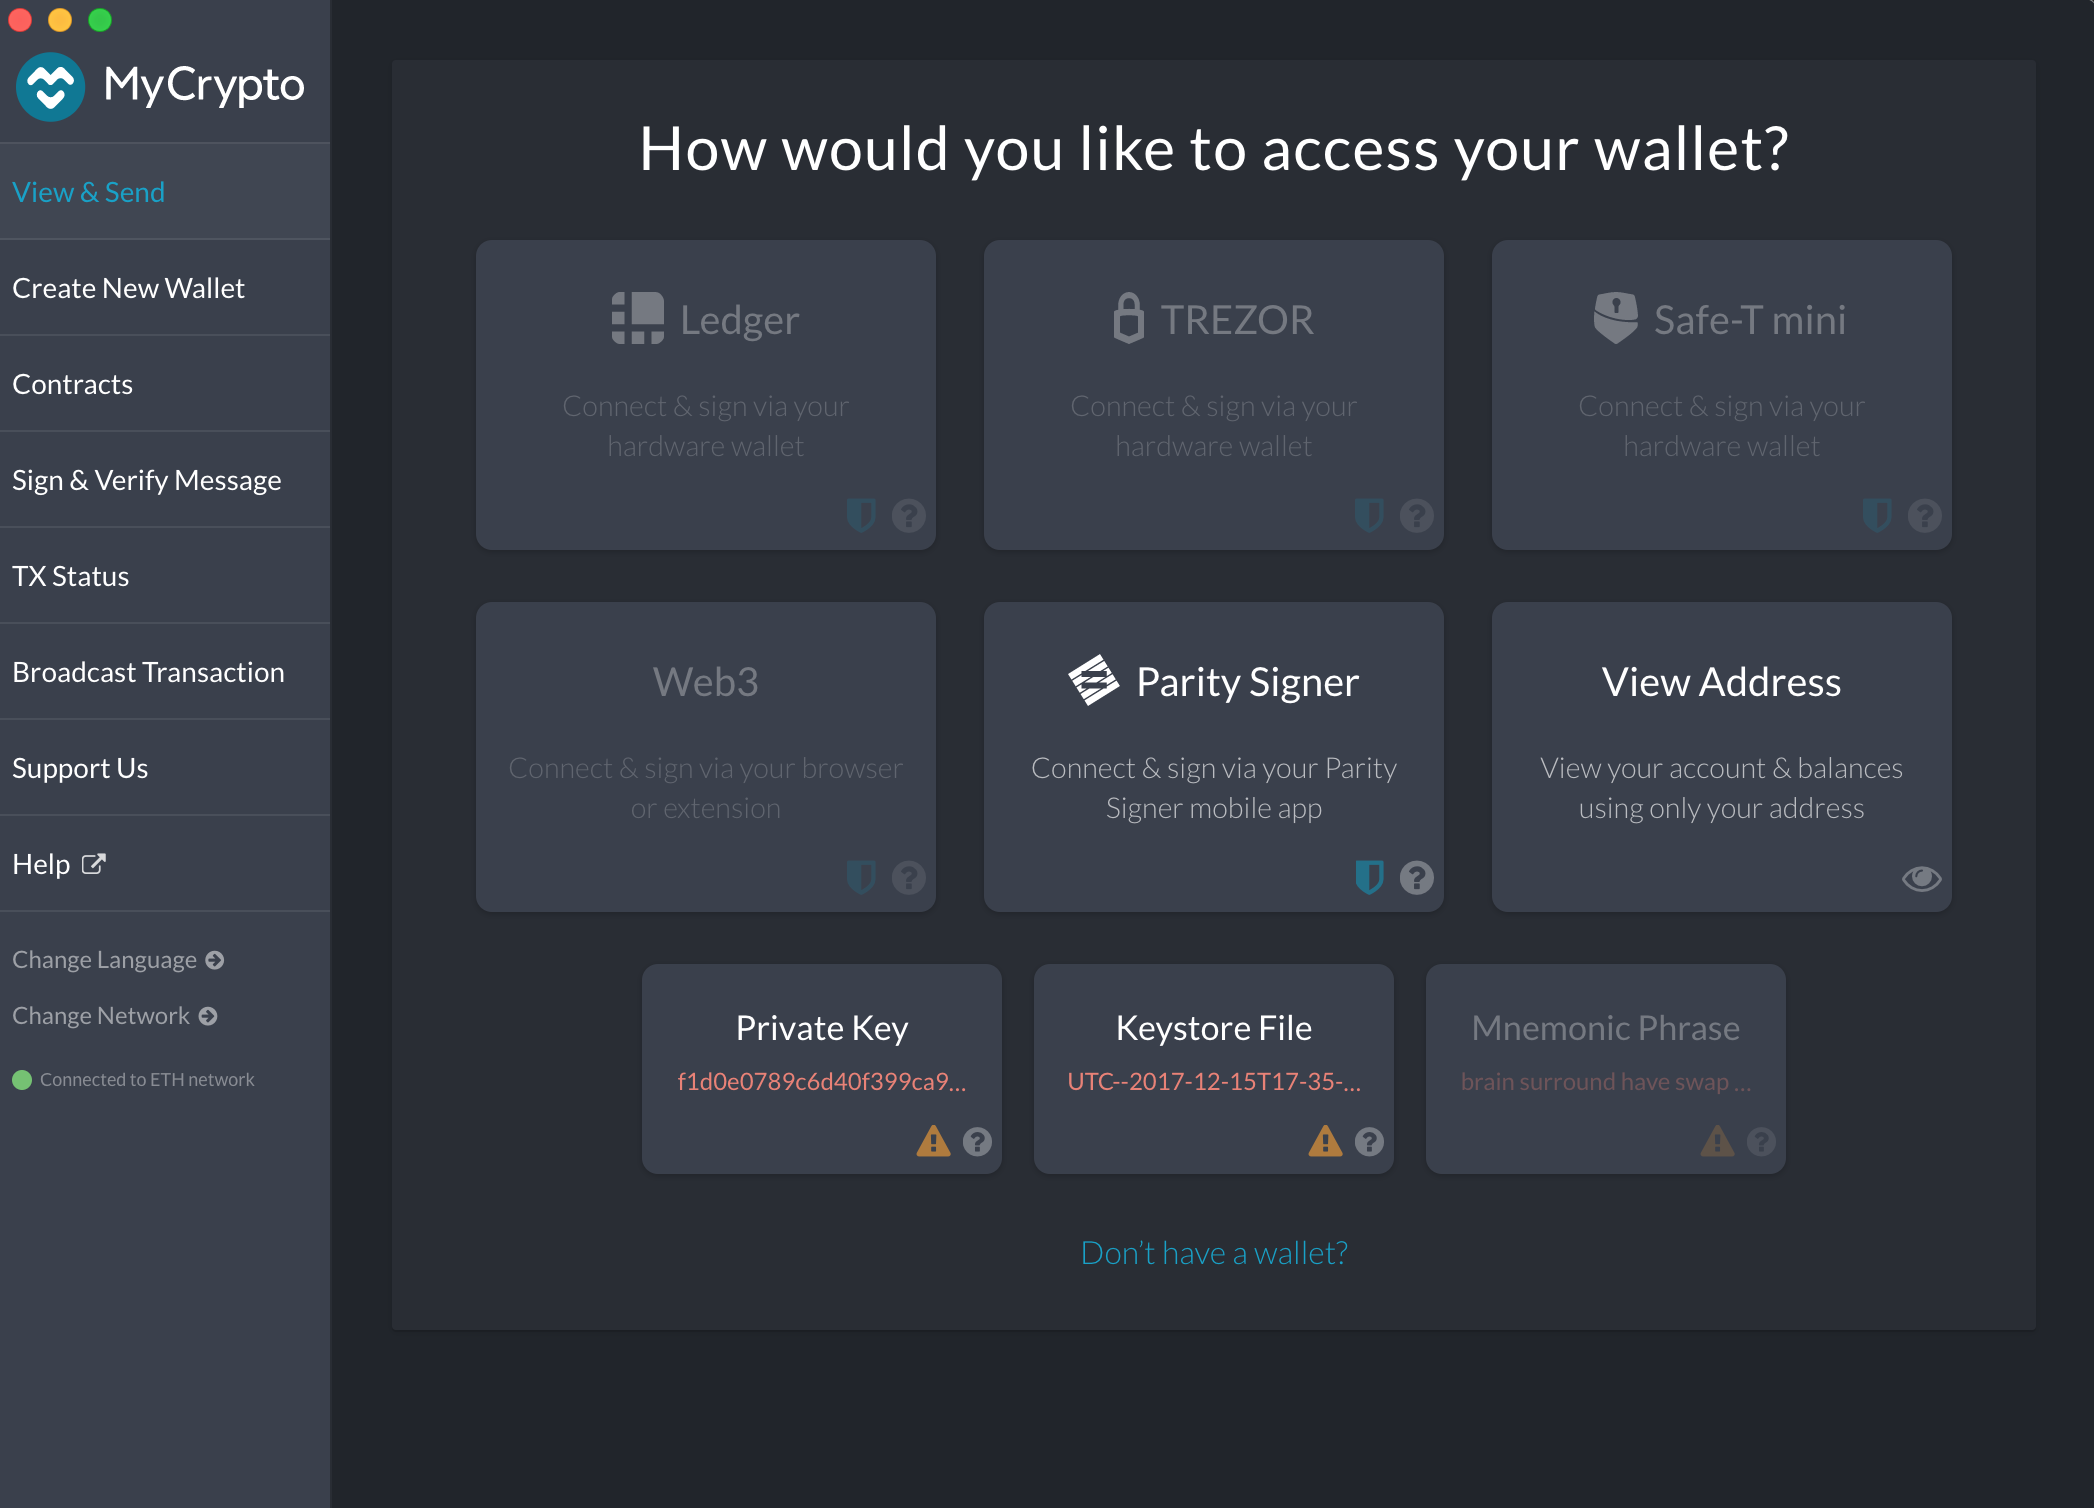 MyCrypto
View & Send
Create New Wallet
Contracts
Sign & Verify Message
TX Status
Broadcast Transaction
Support Us
Help
Change Language
Change Network
Connected to ETH network
How would you like to access your wallet?
Ledger
Connect & sign via your
hardware wallet
TREZOR
Connect & sign via your
hardware wallet
Safe-T mini
Connect & sign via your
hardware wallet
Web3
Connect & sign via your browser
or extension
Parity Signer
Connect & sign via your Parity
Signer mobile app
View Address
View your account & balances
using only your address
Private Key
f1d0e0789c6d40f399ca9...
Keystore File
UTC--2017-12-15T17-35-...
Mnemonic Phrase
brain surround have swap ...
Don't have a wallet?